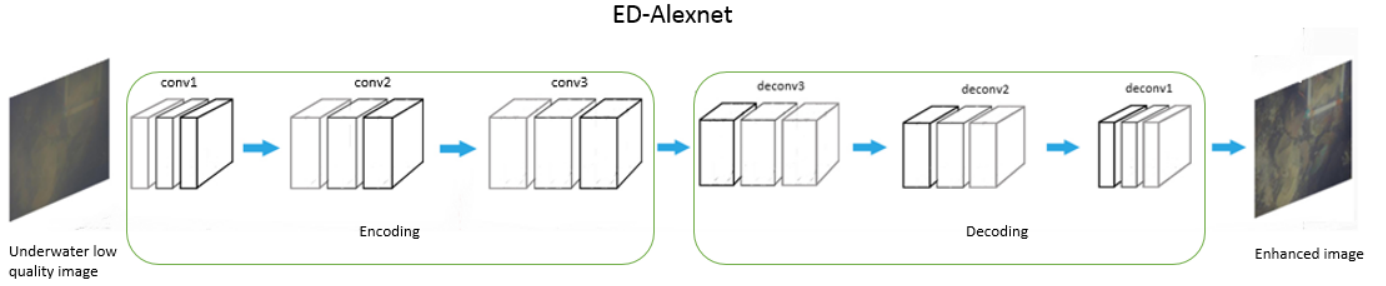 ED-Alexnet
conv1
conv2
conv3
deconv3
deconv2
deconv1
Encoding
Decoding
Underwater low
quality image
Enhanced image